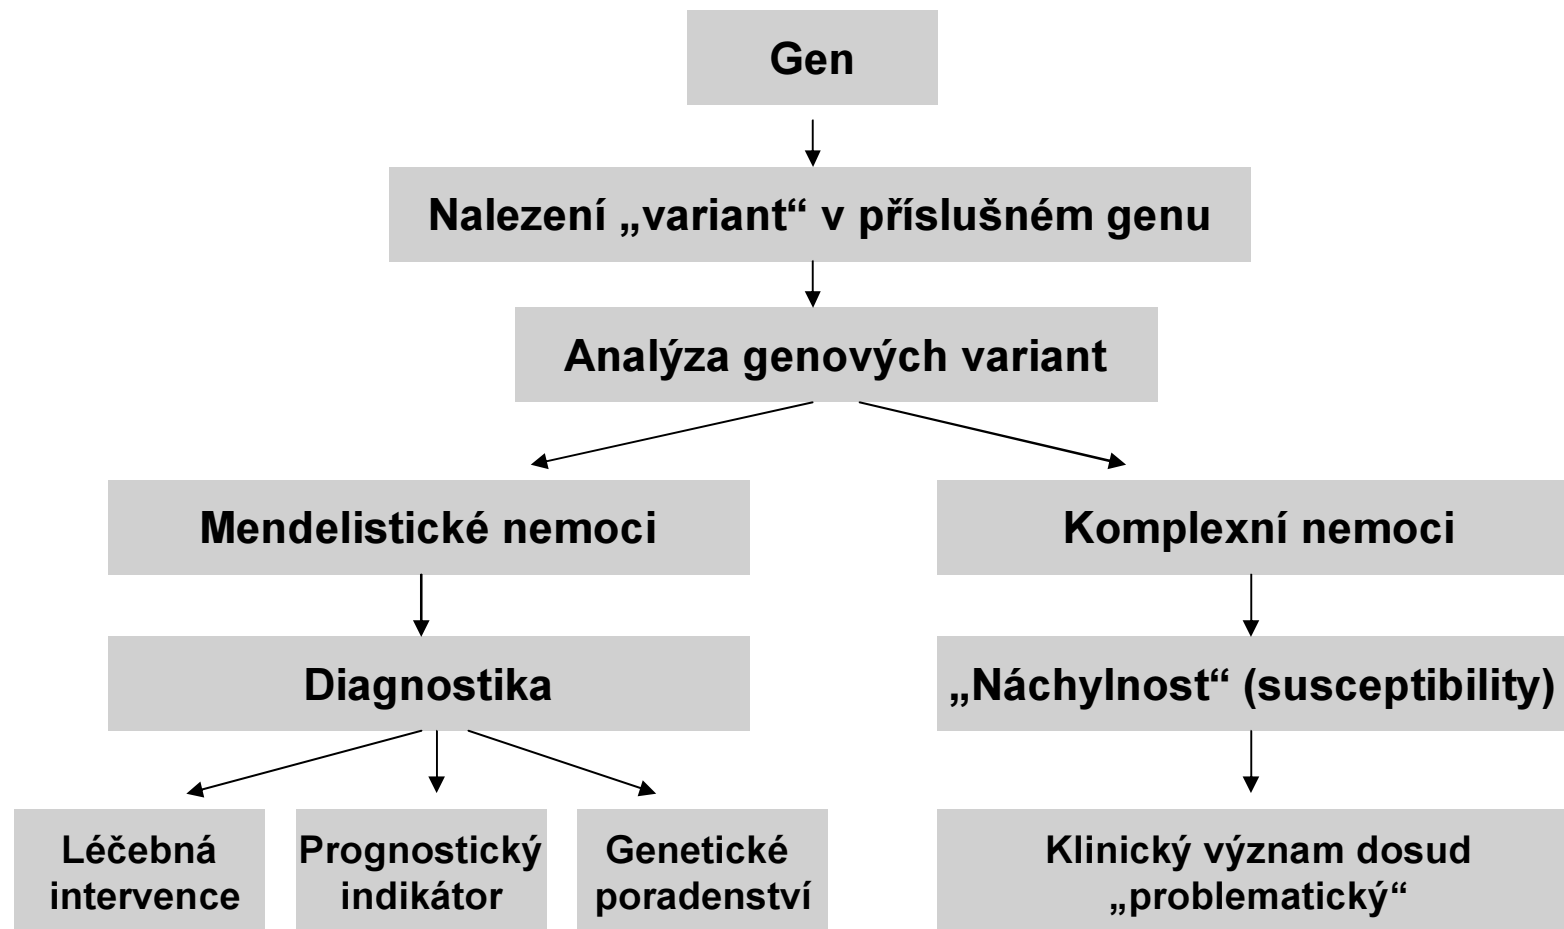 Gen
Nalezení „variant“ v příslušném genu
Analýza genových variant
Mendelistické nemoci
Komplexní nemoci
Diagnostika
„Náchylnost“ (susceptibility)
Léčebná
intervence
Prognostický
indikátor
Genetické
poradenství
Klinický význam dosud
„problematický“